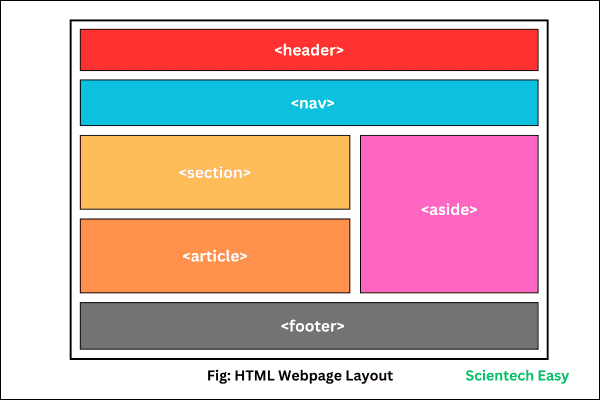 <header>
<nav>
<section>
<aside>
<article>
<footer>
Fig: HTML Webpage Layout
Scientech Easy